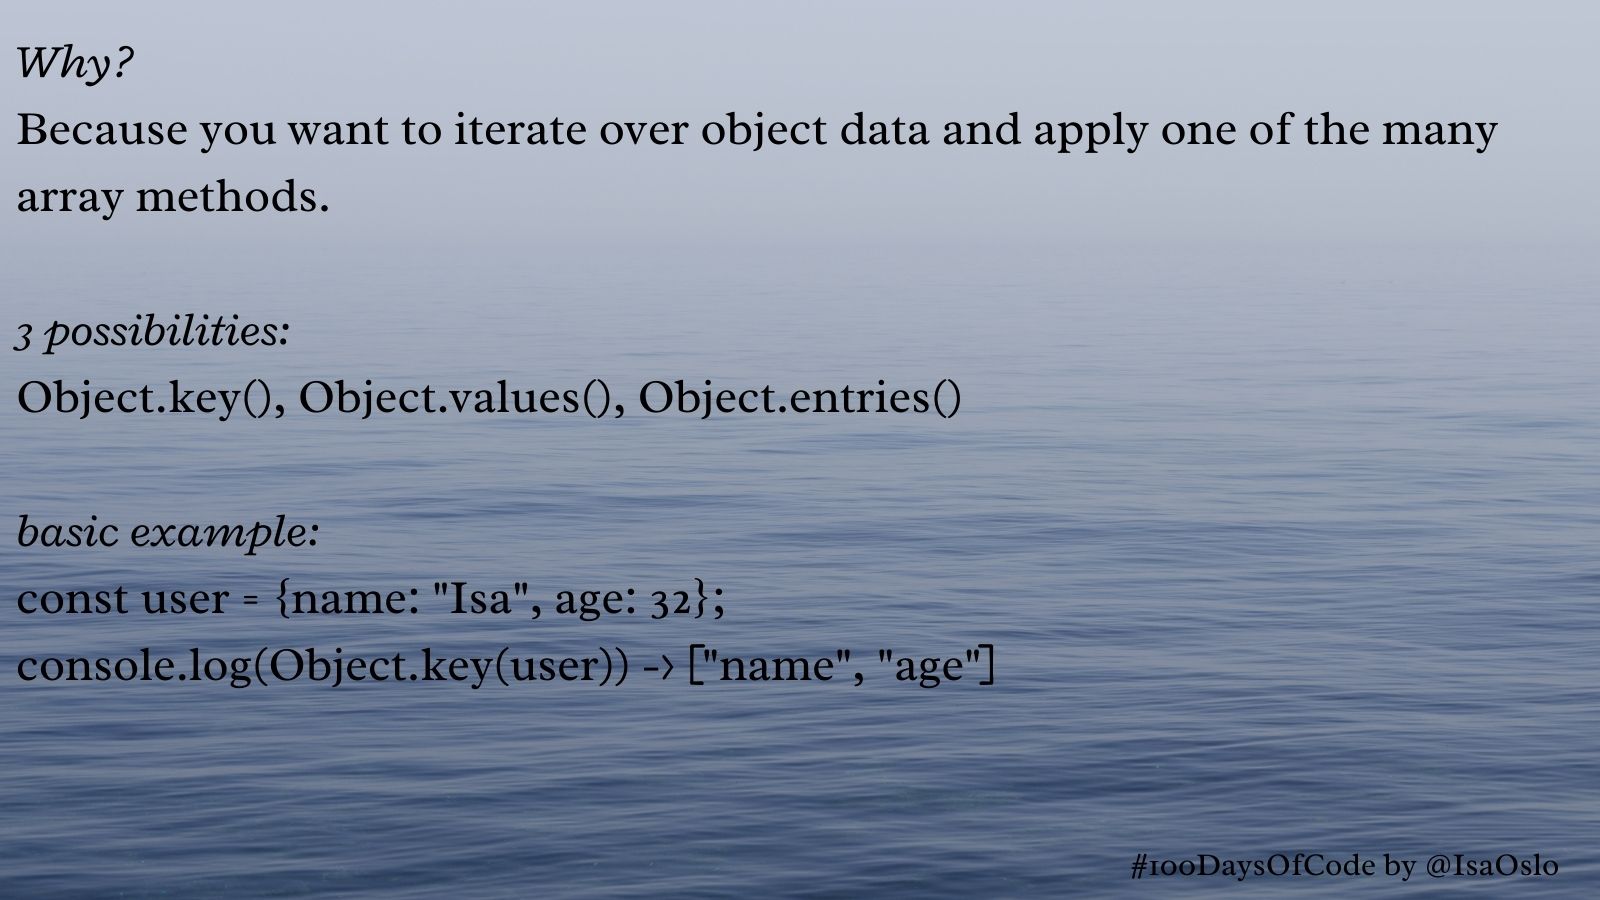 Why?
Because you want to iterate over object data and apply one of the many
array methods.
3 possibilities:
Object.key(), Object.values(), Object.entries()
basic example:
const user = {name: "Isa", age: 32};
console.log(Object.key(user)) -> ["name", "age"]
#100DaysOfCode by @IsaOslo